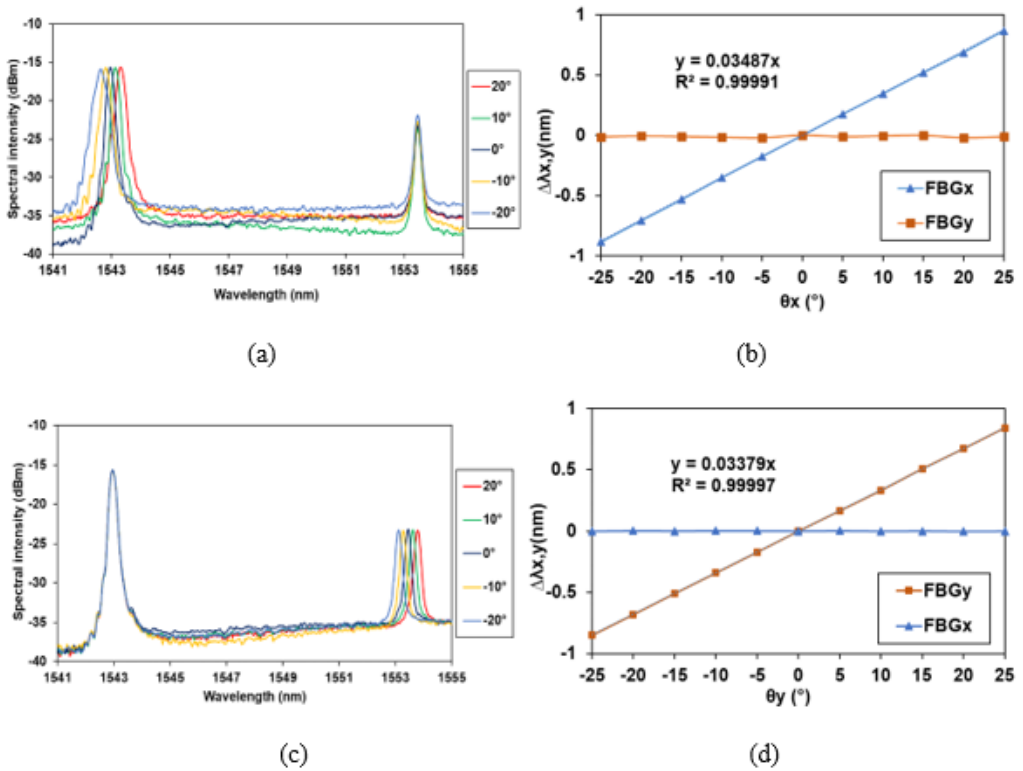 -10
-15
-20
-25
-30
-35
-40
Spectral intensity (dBm)
1541 1543 1545 1547 1549 1551 1553 1555
Wavelength (nm)
20°
10°
0°
-10°
-20°
(a)
1
0.5
0
-0.5
-1
Δλx,y(nm)
y = 0.03487x
R² = 0.99991
FBGx
FBGy
-25 -20 -15 -10 -5 0 5 10 15 20 25
θx (°)
(b)
-10
-15
-20
-25
-30
-35
-40
Spectral intensity (dBm)
1541 1543 1545 1547 1549 1551 1553 1555
Wavelength (nm)
20°
10°
0°
-10°
-20°
(c)
1
0.5
0
-0.5
-1
Δλx,y(nm)
y = 0.03379x
R² = 0.99997
FBGy
FBGx
-25 -20 -15 -10 -5 0 5 10 15 20 25
θy (°)
(d)